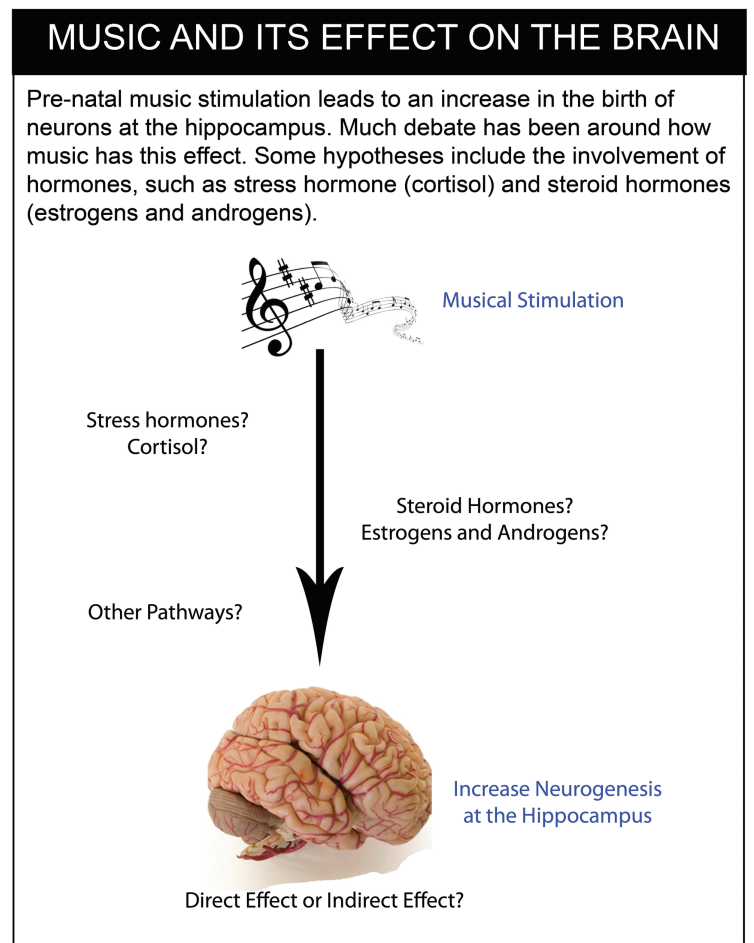 MUSIC AND ITS EFFECT ON THE BRAIN
Pre-natal music stimulation leads to an increase in the birth of
neurons at the hippocampus. Much debate has been around how
music has this effect. Some hypotheses include the involvement of
hormones, such as stress hormone (cortisol) and steroid hormones
(estrogens and androgens).
Musical Stimulation
Stress hormones?
Cortisol?
Steroid Hormones?
Estrogens and Androgens?
Other Pathways?
Increase Neurogenesis
at the Hippocampus
Direct Effect or Indirect Effect?